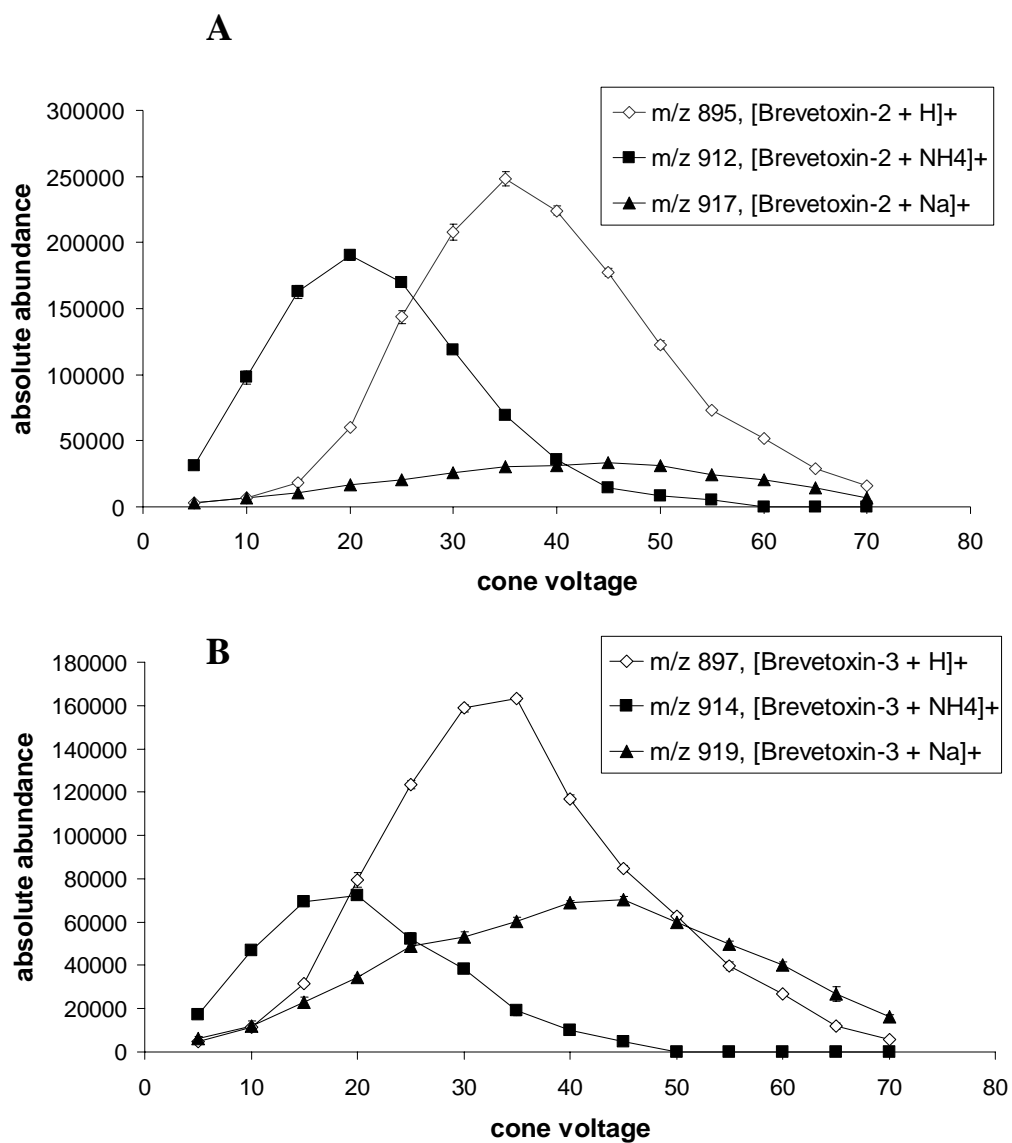 A
300000
250000
200000
150000
100000
50000
0
absolute abundance
m/z 895, [Brevetoxin-2 + H]+
m/z 912, [Brevetoxin-2 + NH4]+
m/z 917, [Brevetoxin-2 + Na]+
0 10 20 30 40 50 60 70 80
cone voltage
B
180000
160000
140000
120000
100000
80000
60000
40000
20000
0
absolute abundance
m/z 897, [Brevetoxin-3 + H]+
m/z 914, [Brevetoxin-3 + NH4]+
m/z 919, [Brevetoxin-3 + Na]+
0 10 20 30 40 50 60 70 80
cone voltage